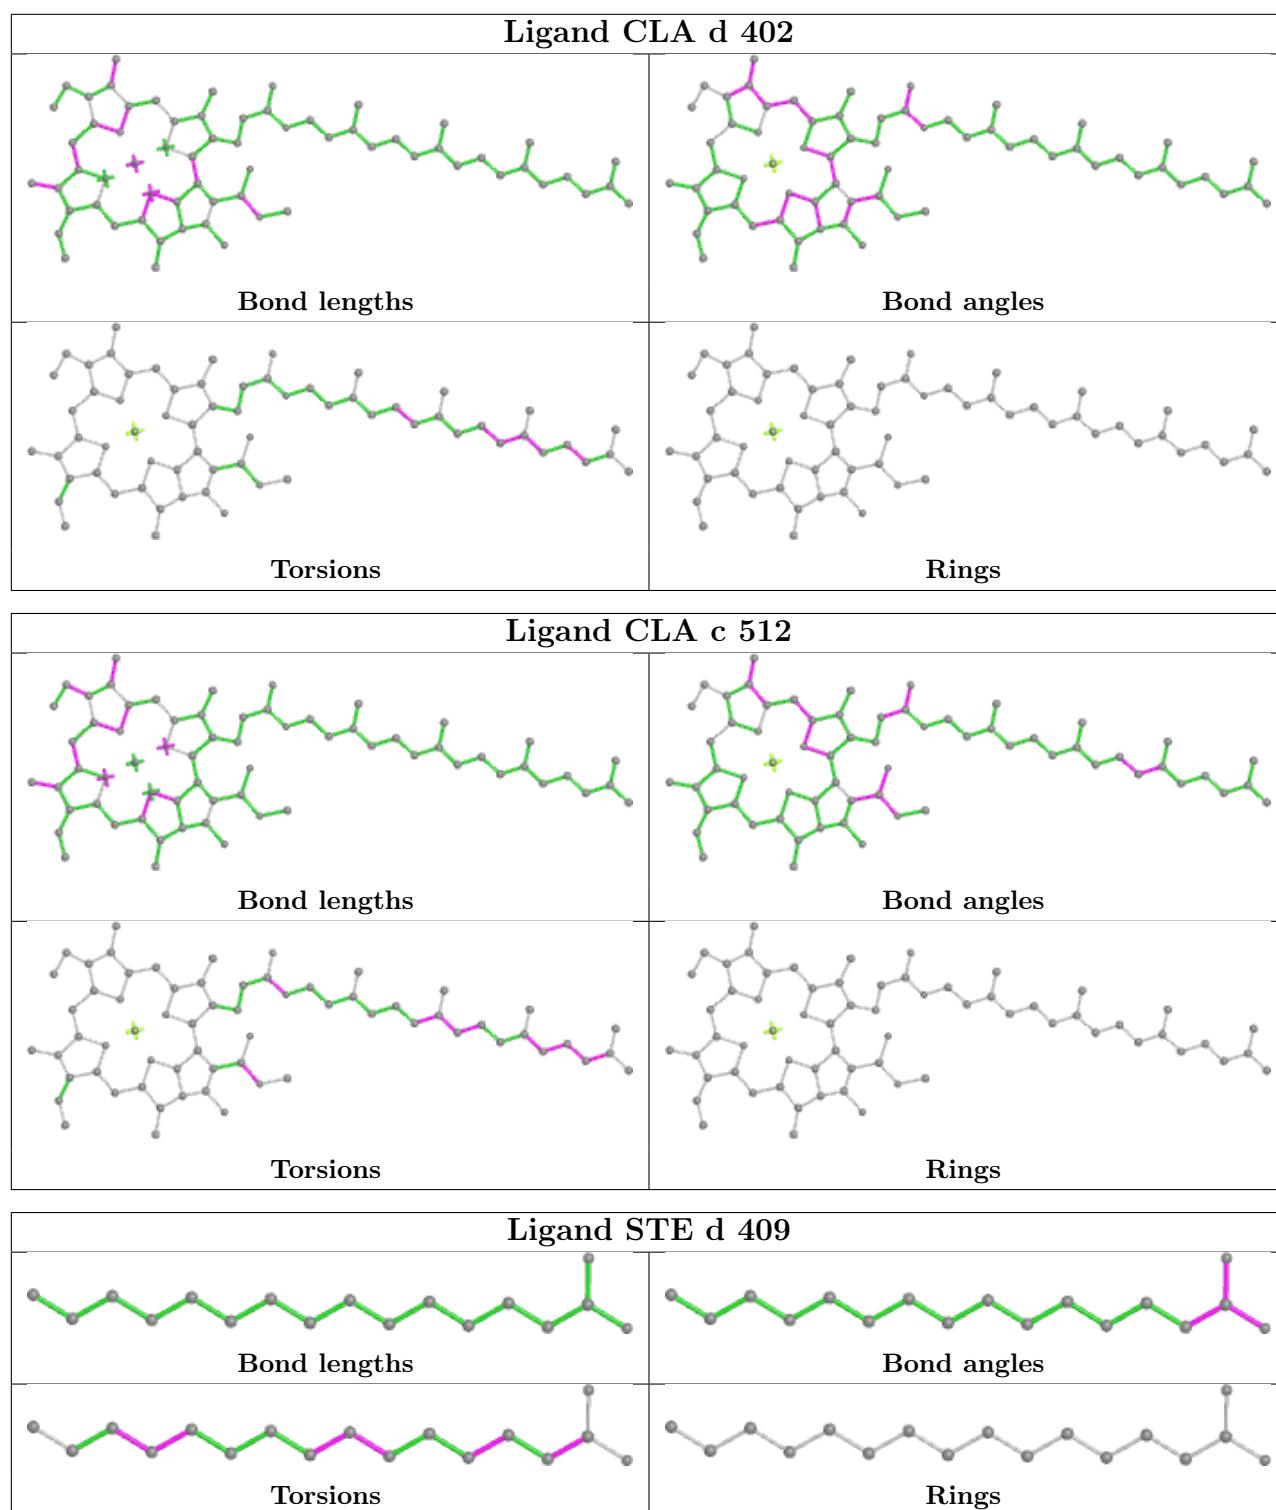 Ligand CLA d 402
Bond lengths
Bond angles
Torsions
Rings
Ligand CLA c 512
Bond lengths
Bond angles
Torsions
Rings
Ligand STE d 409
Bond lengths
Bond angles
Torsions
Rings